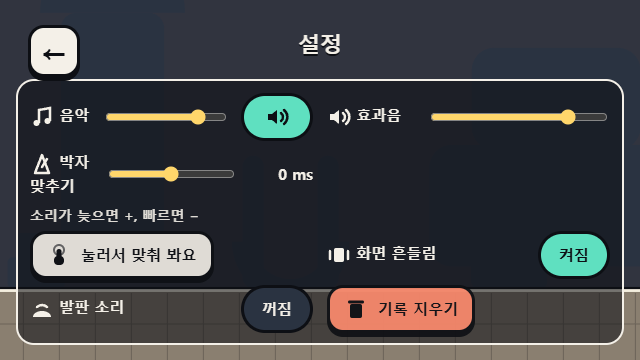 설정
음악
효과음
박자
맞추기
0 ms
소리가 늦으면 +, 빠르면 −
눌러서 맞춰 봐요
화면 흔들림
켜짐
발판 소리
꺼짐
기록 지우기